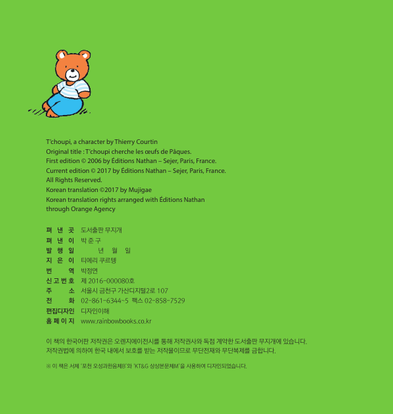 T'choupi, a character by Thierry Courtin
Original title : T'choupi cherche les œufs de Pâques.
First edition © 2006 by Éditions Nathan – Sejer, Paris, France.
Current edition © 2017 by Éditions Nathan – Sejer, Paris, France.
All Rights Reserved.
Korean translation ©2017 by Mujigae
Korean translation rights arranged with Éditions Nathan
through Orange Agency
펴 낸 곳 도서출판 무지개
펴 낸 이 박 준 구
발 행 일 년 월 일
지 은 이 티에리 쿠르탱
번 역 박정연
신 고 번 호 제 2016-000080호
주 소 서울시 금천구 가산디지털2로 107
전 화 02-861-6344~5 팩스 02-858-7529
편집디자인 디자인이매
홈 페 이 지 www.rainbowbooks.co.kr
이 책의 한국어판 저작권은 오렌지에이전시를 통해 저작권사와 독점 계약한 도서출판 무지개에 있습니다.
저작권법에 의하여 한국 내에서 보호를 받는 저작물이므로 무단전재와 무단복제를 금합니다.
※ 이 책은 서체 '포천 오성과한음체'와 'KT&G 상상본문체'를 사용하여 디자인되었습니다.